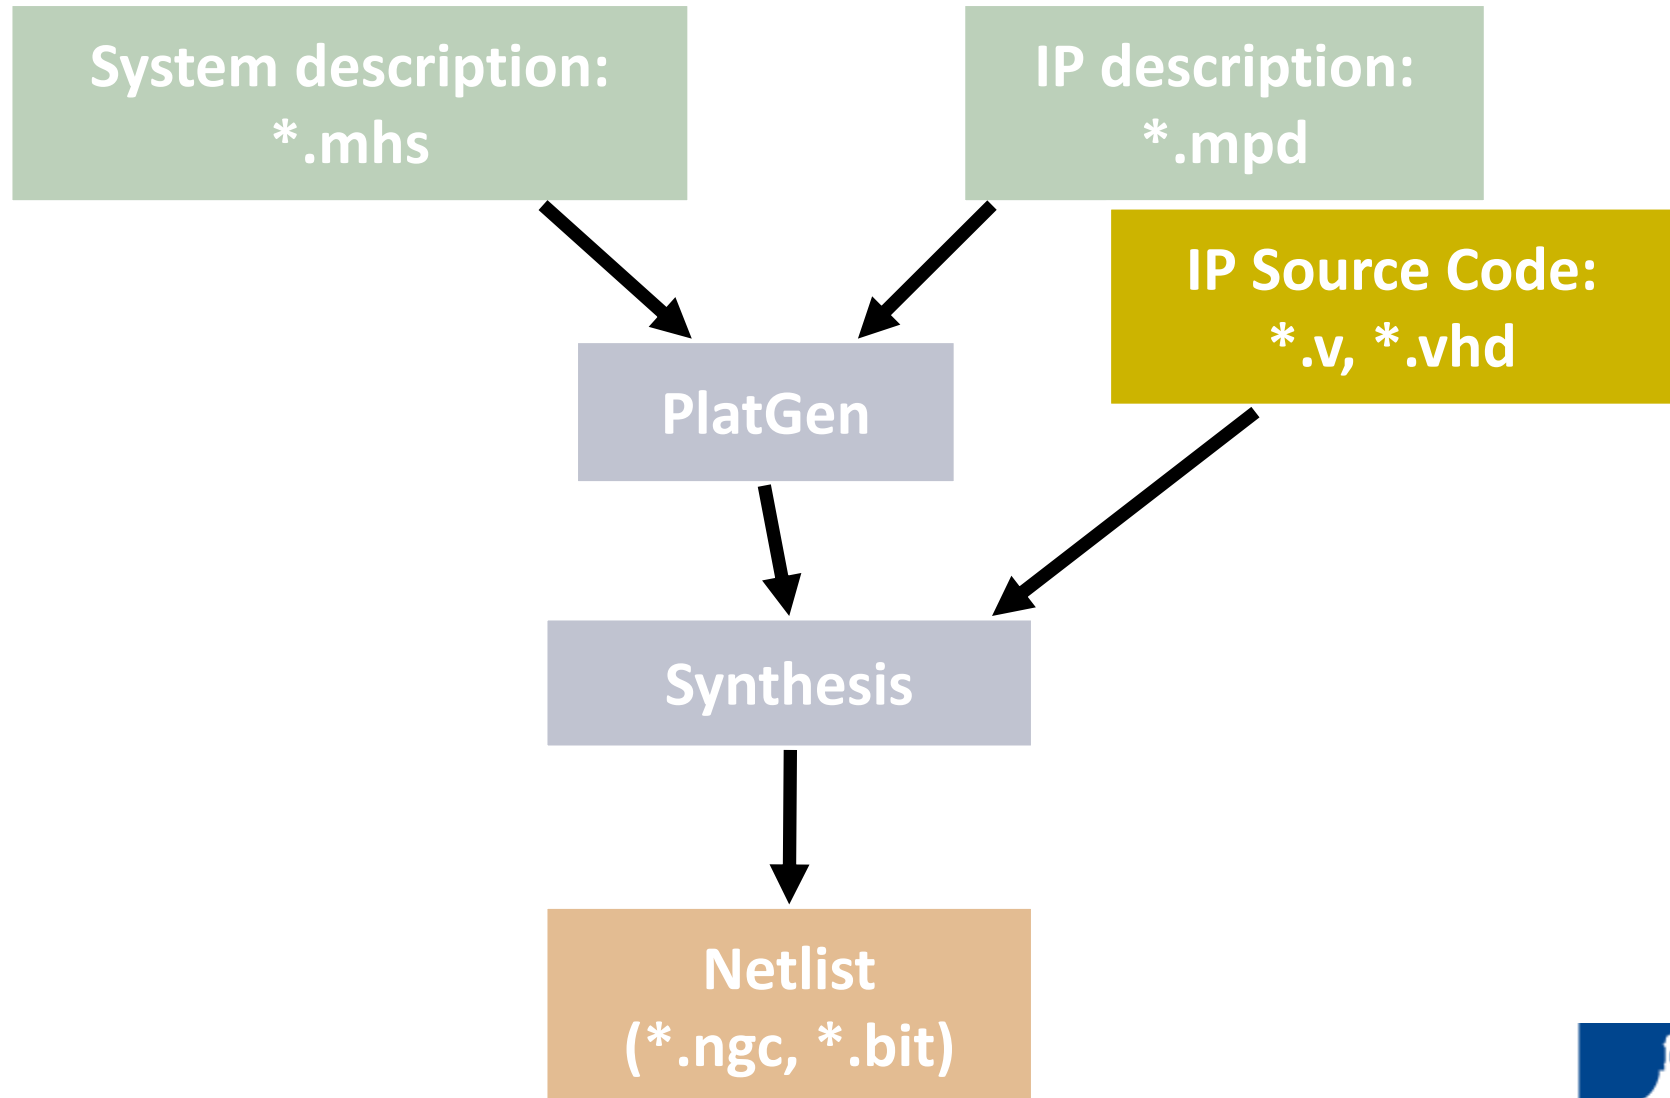 System description:
*.mhs
IP description:
*.mpd
IP Source Code:
*.v, *.vhd
PlatGen
Synthesis
Netlist
(*.ngc, *.bit)